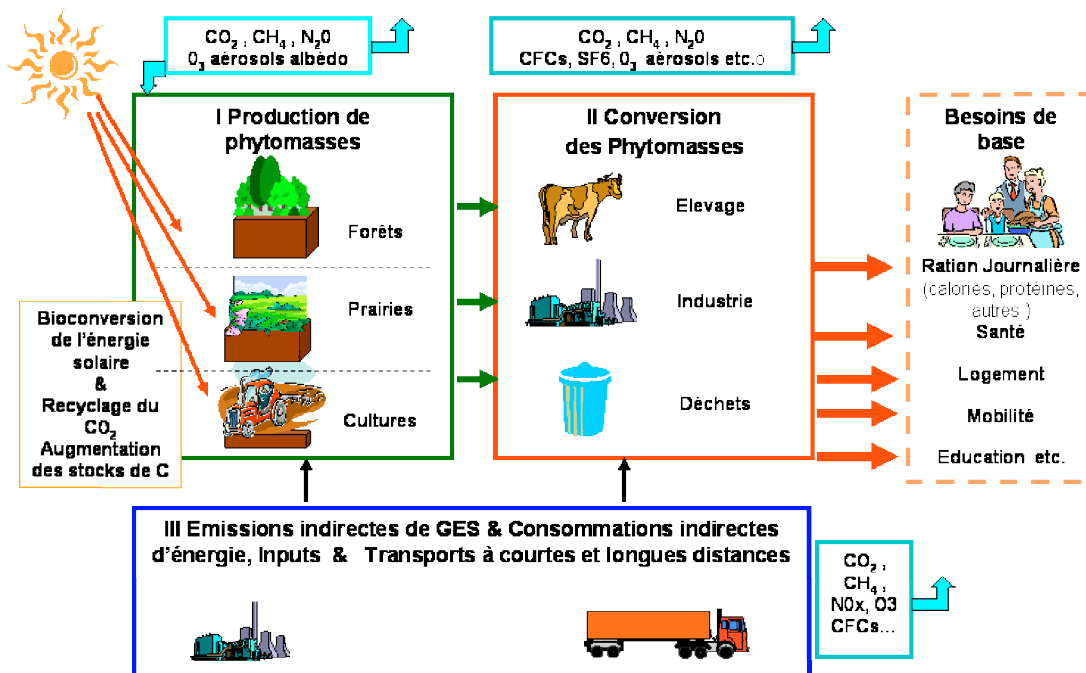 CO₂ , CH₄ , N₂0
0₃ aérosols albédo
CO₂ , CH₄ , N₂0
CFCs, SF6, 0₃ aérosols etc.○
I Production de
phytomasses
Forêts
Prairies
Cultures
II Conversion
des Phytomasses
Elevage
Industrie
Déchets
Besoins de
base
Ration Journalière
(calories, protéines,
autres )
Santé
Logement
Mobilité
Education etc.
Bioconversion
de l'énergie
solaire
&
Recyclage du
CO₂
Augmentation
des stocks de C
III Emissions indirectes de GES & Consommations indirectes
d'énergie, Inputs & Transports à courtes et longues distances
CO₂ ,
CH₄ ,
N0x, O3
CFCs...